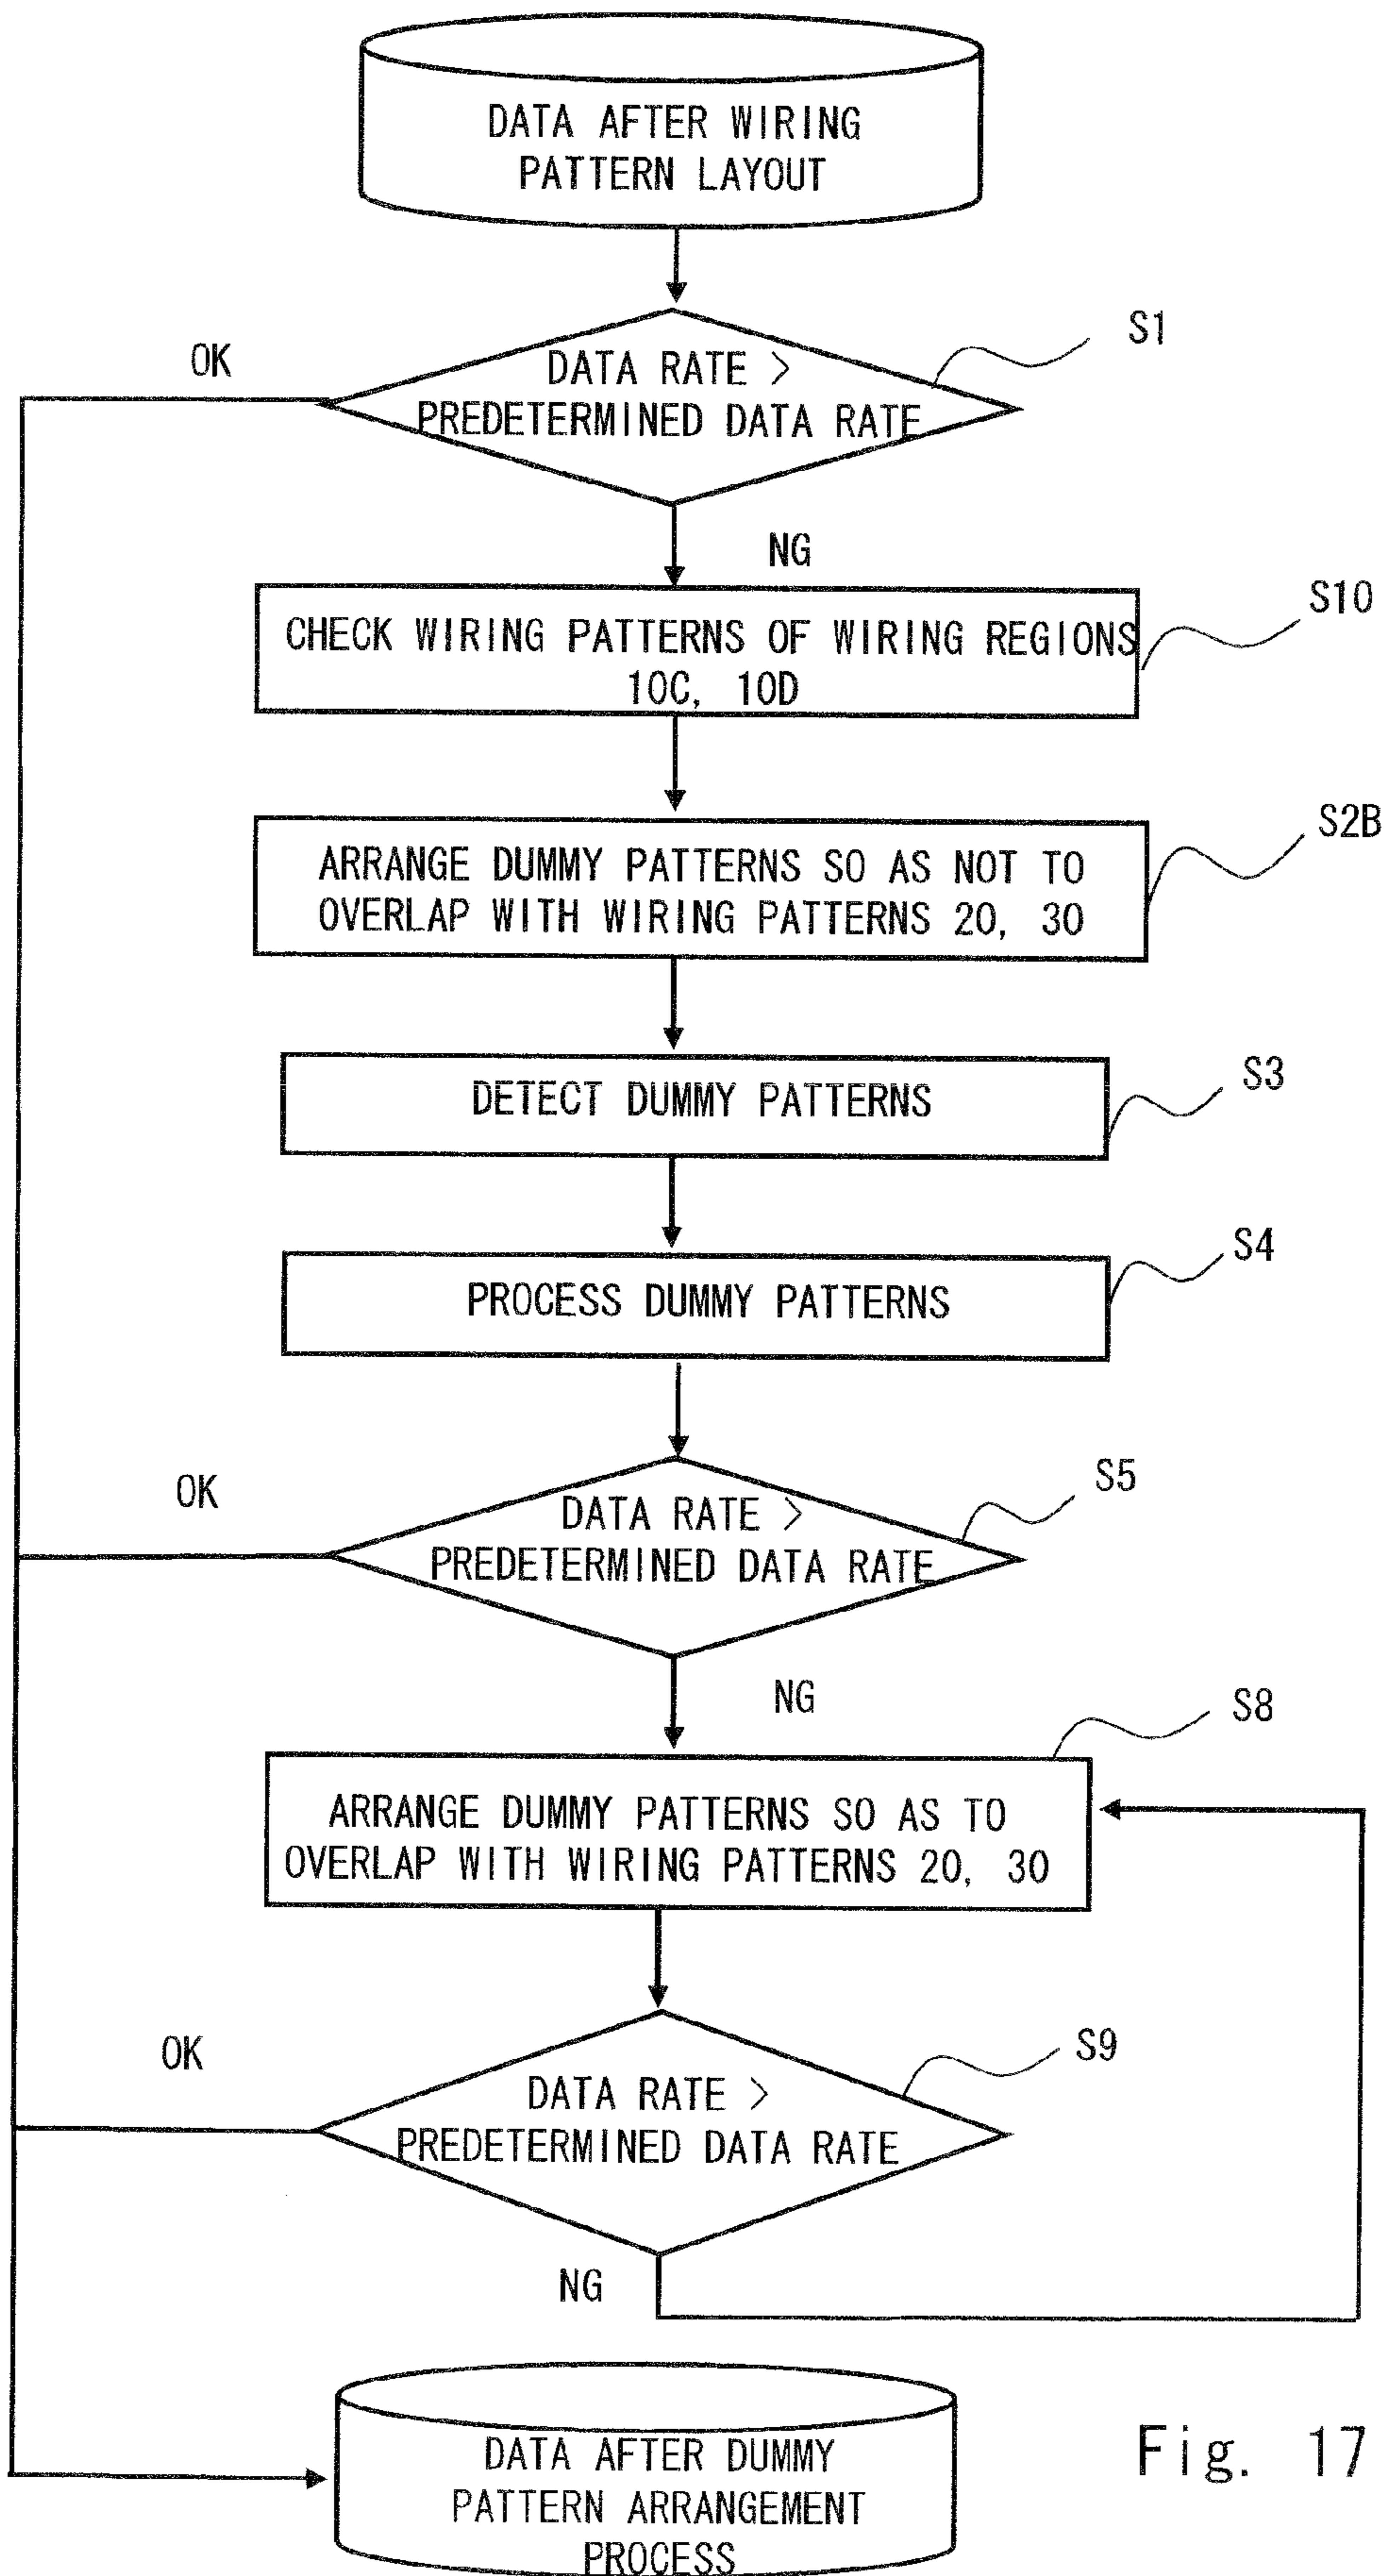 DATA AFTER WIRING
PATTERN LAYOUT
S1
OK
DATA RATE >
PREDETERMINED DATA RATE
NG
S10
CHECK WIRING PATTERNS OF WIRING REGIONS
10C, 10D
S2B
ARRANGE DUMMY PATTERNS SO AS NOT TO
OVERLAP WITH WIRING PATTERNS 20, 30
S3
DETECT DUMMY PATTERNS
S4
PROCESS DUMMY PATTERNS
S5
OK
DATA RATE >
PREDETERMINED DATA RATE
NG
S8
ARRANGE DUMMY PATTERNS SO AS TO
OVERLAP WITH WIRING PATTERNS 20, 30
S9
OK
DATA RATE >
PREDETERMINED DATA RATE
NG
DATA AFTER DUMMY
PATTERN ARRANGEMENT
PROCESS
Fig. 17